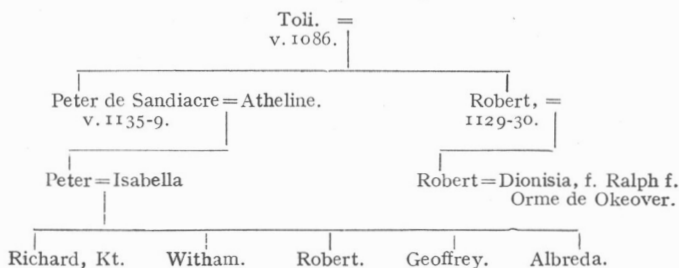 Toli. =
v. 1086.
Peter de Sandiacre = Atheline. Robert, =
v. 1135-9. 1129-30.
Peter = Isabella Robert = Dionisia, f. Ralph f.
Orme de Okeover.
Richard, Kt. Witham. Robert. Geoffrey. Albreda.